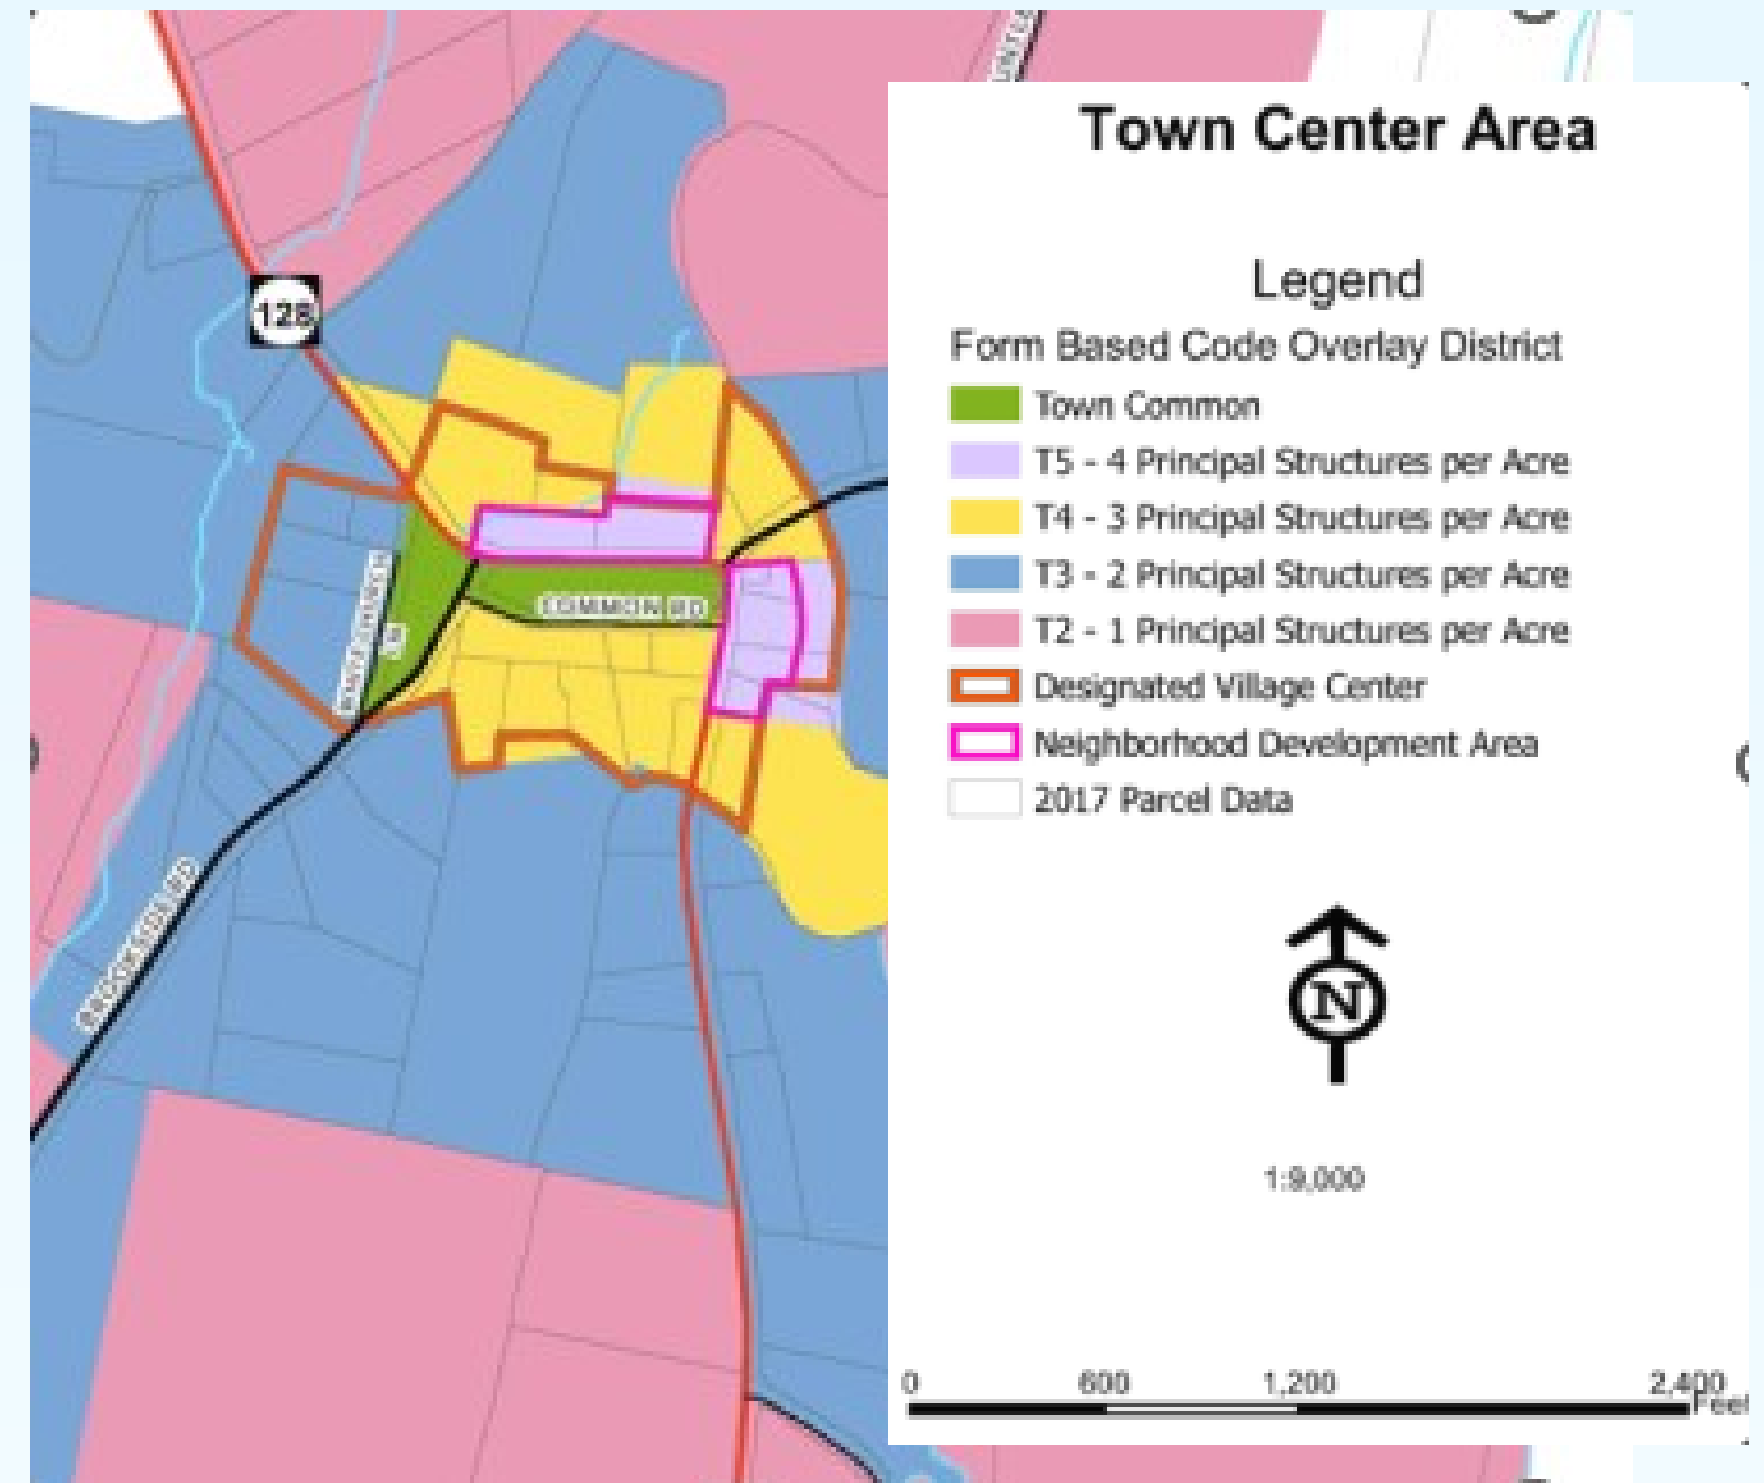 Town Center Area
Legend
Form Based Code Overlay District
Town Common
T5 - 4 Principal Structures per Acre
T4 - 3 Principal Structures per Acre
T3 - 2 Principal Structures per Acre
T2 - 1 Principal Structures per Acre
Designated Village Center
Neighborhood Development Area
2017 Parcel Data
128
COMMON RD
RD
N
1:9,000
0 600 1,200 2,400
Feet